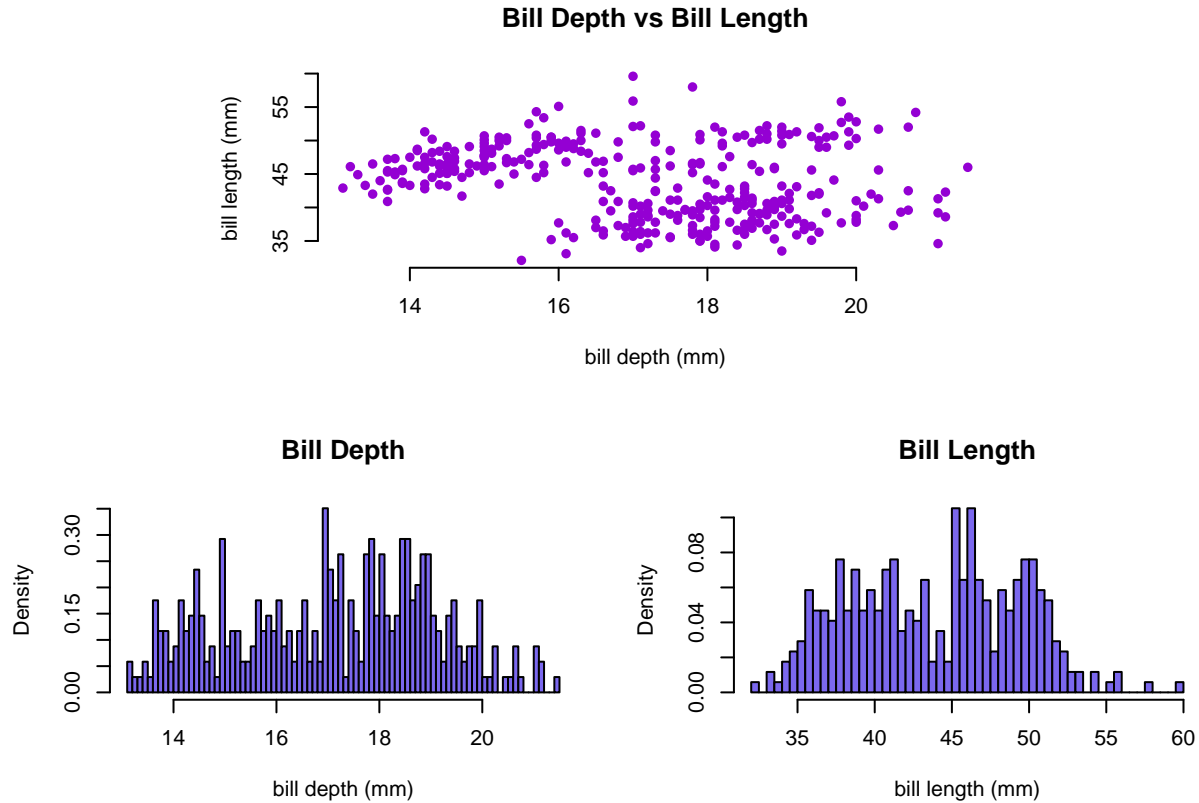 Bill Depth vs Bill Length
bill length (mm)
55
45
35
14 16 18 20
bill depth (mm)
Bill Depth
Density
0.30
0.15
0.00
14 16 18 20
bill depth (mm)
Bill Length
Density
0.08
0.04
0.00
35 40 45 50 55 60
bill length (mm)